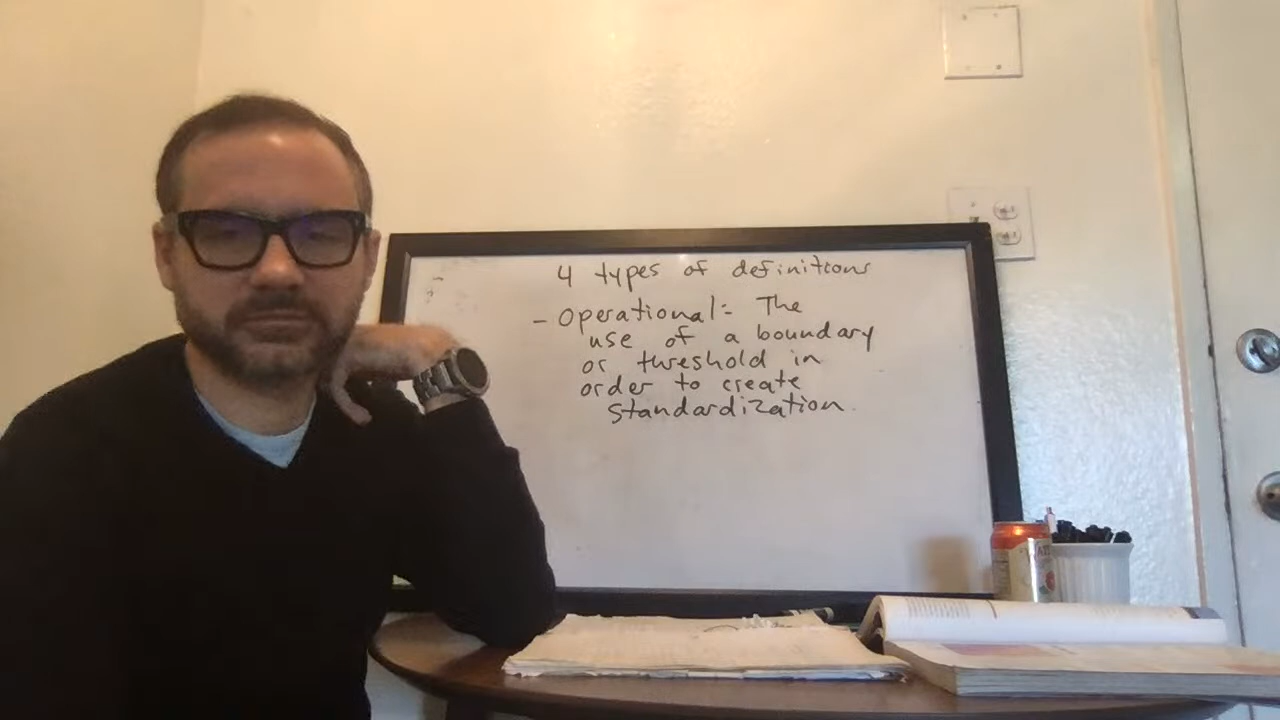 4 types of definitions
- Operational:- The
use of a boundary
or threshold in
order to create
standardization.